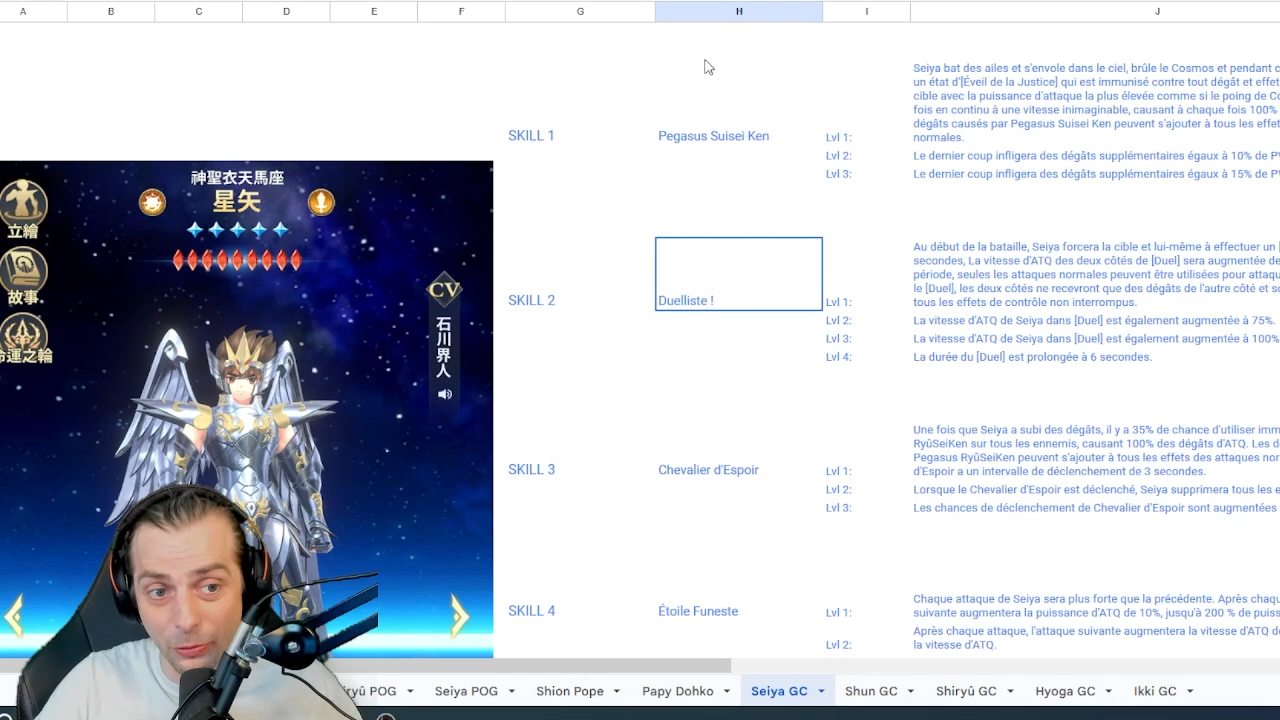 A B C D E F G H I J
Seiya bat des ailes et s'envole dans le ciel, brûle le Cosmos et pendant
un état d'[Éveil de la Justice] qui est immunisé contre tout dégât et
cible avec la puissance d'attaque la plus élevée comme si le poing de
fois en continu à une vitesse inimaginable, causant à chaque fois 100%
dégâts causés par Pegasus Suisei Ken peuvent s'ajouter à tous les
SKILL 1 Pegasus Suisei Ken Lvl 1: normales.
Lvl 2: Le dernier coup infligera des dégâts supplémentaires égaux à 10% de
Lvl 3: Le dernier coup infligera des dégâts supplémentaires égaux à 15% de
神聖衣天馬座
星矢
立繪
故事
命運之輪
CV
石川界人
Au début de la bataille, Seiya forcera la cible et lui-même à effectuer un
secondes, La vitesse d'ATQ des deux côtés de [Duel] sera augmentée de
période, seules les attaques normales peuvent être utilisées pour
le [Duel], les deux côtés ne recevront que des dégâts de l'autre côté et
SKILL 2 Duelliste ! Lvl 1: tous les effets de contrôle non interrompus.
Lvl 2: La vitesse d'ATQ de Seiya dans [Duel] est également augmentée à 75%.
Lvl 3: La vitesse d'ATQ de Seiya dans [Duel] est également augmentée à 100%
Lvl 4: La durée du [Duel] est prolongée à 6 secondes.
Une fois que Seiya a subi des dégâts, il y a 35% de chance d'utiliser
RyûSeiKen sur tous les ennemis, causant 100% des dégâts d'ATQ. Les
Pegasus RyûSeiKen peuvent s'ajouter à tous les effets des attaques
SKILL 3 Chevalier d'Espoir Lvl 1: d'Espoir a un intervalle de déclenchement de 3 secondes.
Lvl 2: Lorsque le Chevalier d'Espoir est déclenché, Seiya supprimera tous les
Lvl 3: Les chances de déclenchement de Chevalier d'Espoir sont augmentées
Chaque attaque de Seiya sera plus forte que la précédente. Après
SKILL 4 Étoile Funeste Lvl 1: suivante augmentera la puissance d'ATQ de 10%, jusqu'à 200 % de
Après chaque attaque, l'attaque suivante augmentera la vitesse d'ATQ
Lvl 2: la vitesse d'ATQ.
POG Seiya POG Shion Pope Papy Dohko Seiya GC Shun GC Shiryû GC Hyoga GC Ikki GC